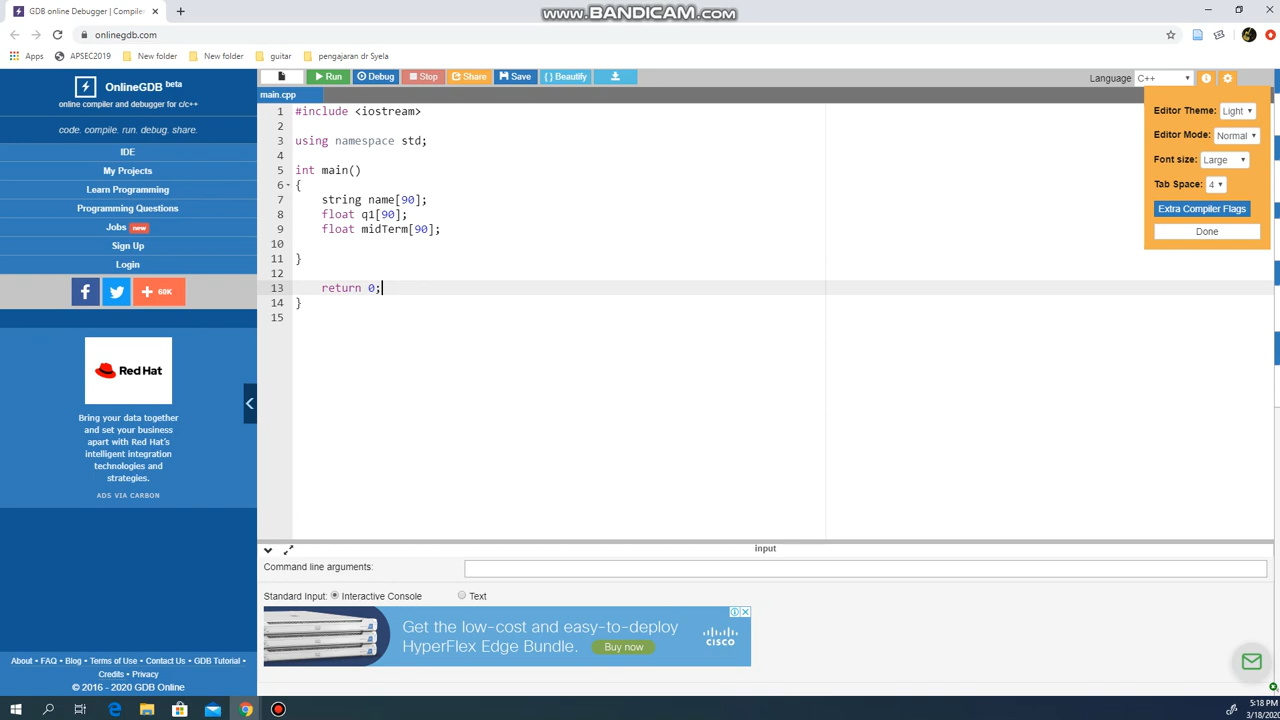 GDB online Debugger | Compiler
www.BANDICAM.com
onlinegdb.com
Apps
APSEC2019
New folder
New folder
guitar
pengajaran dr Syela
OnlineGDB beta
online compiler and debugger for c/c++
code. compile. run. debug. share.
IDE
My Projects
Learn Programming
Programming Questions
Jobs new
Sign Up
Login
60K
Red Hat
Bring your data together
and set your business
apart with Red Hat's
intelligent integration
technologies and
strategies.
ADS VIA CARBON
About • FAQ • Blog • Terms of Use • Contact Us • GDB Tutorial •
Credits • Privacy
© 2016 - 2020 GDB Online
Run
Debug
Stop
Share
Save
{ } Beautify
Language C++
main.cpp
1 #include <iostream>
2
3 using namespace std;
4
5 int main()
6 {
7 string name[90];
8 float q1[90];
9 float midTerm[90];
10
11 }
12
13 return 0;
14 }
15
Editor Theme: Light
Editor Mode: Normal
Font size: Large
Tab Space: 4
Extra Compiler Flags
Done
input
Command line arguments:
Standard Input: Interactive Console Text
Get the low-cost and easy-to-deploy
HyperFlex Edge Bundle. Buy now
CISCO
5:18 PM
3/18/2020